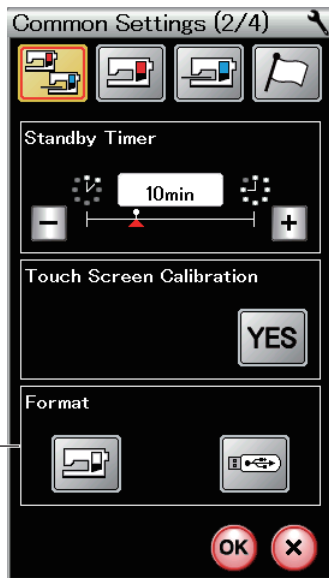 Common Settings (2/4)
Standby Timer
10min
Touch Screen Calibration
YES
Format
OK